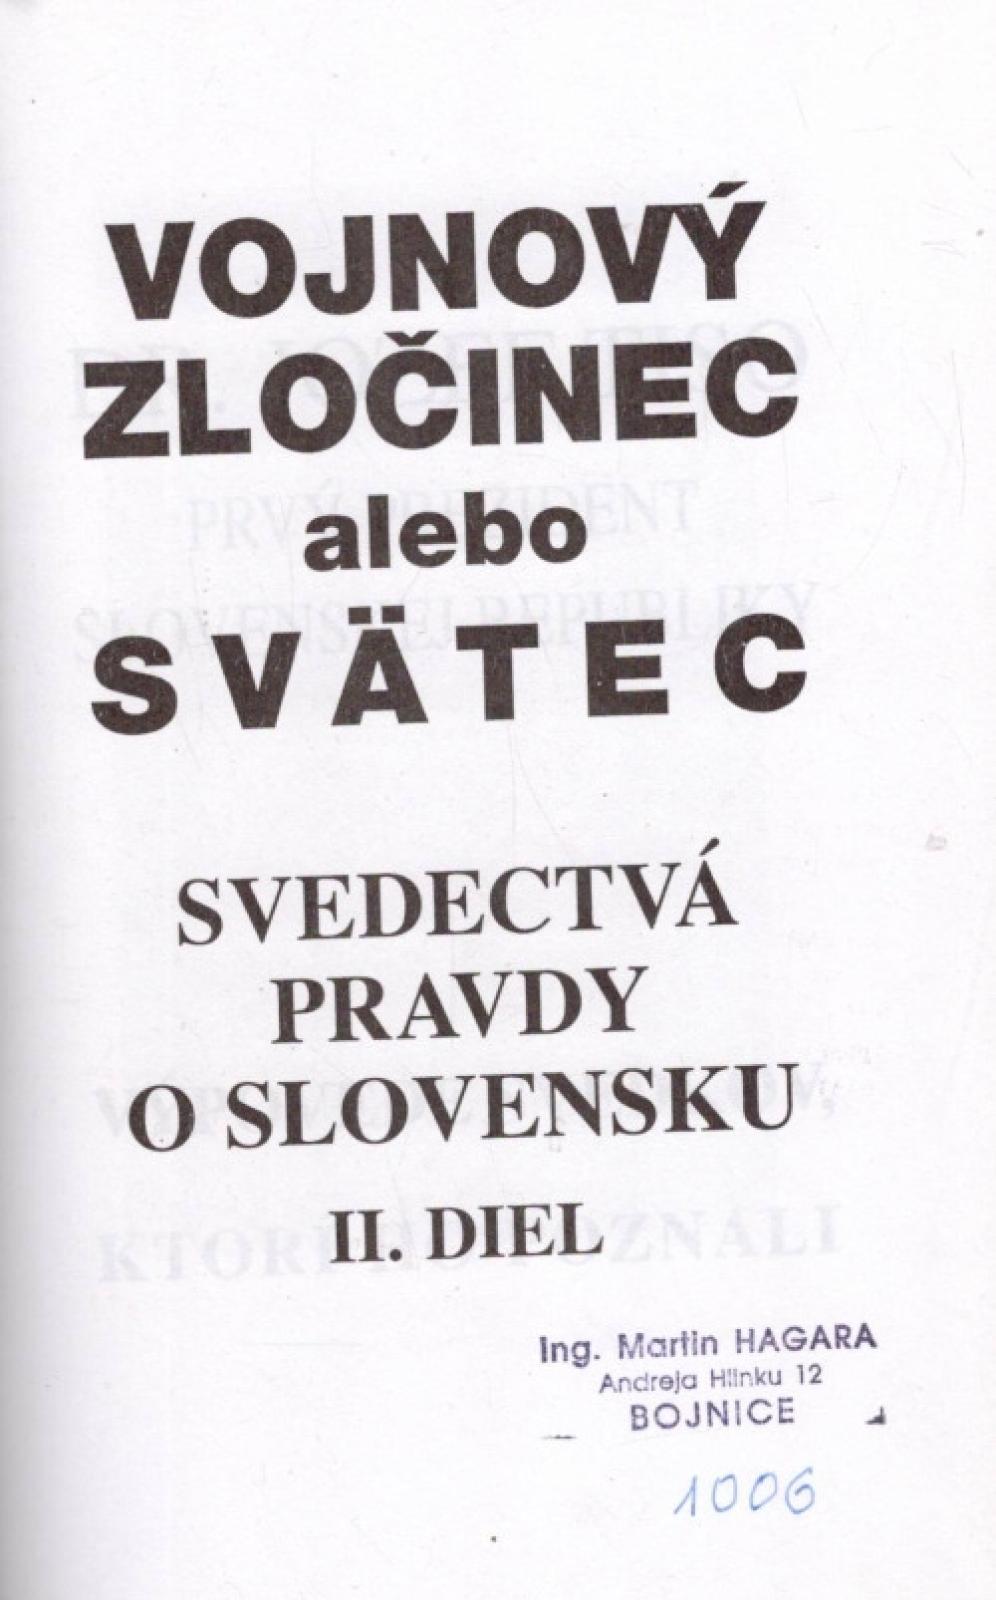 VOJNOVÝ
ZLOČINEC
alebo
SVÄTEC
SVEDECTVÁ
PRAVDY
O SLOVENSKU
II. DIEL
Ing. Martin HAGARA
Andreja Hlinku 12
BOJNICE
1006